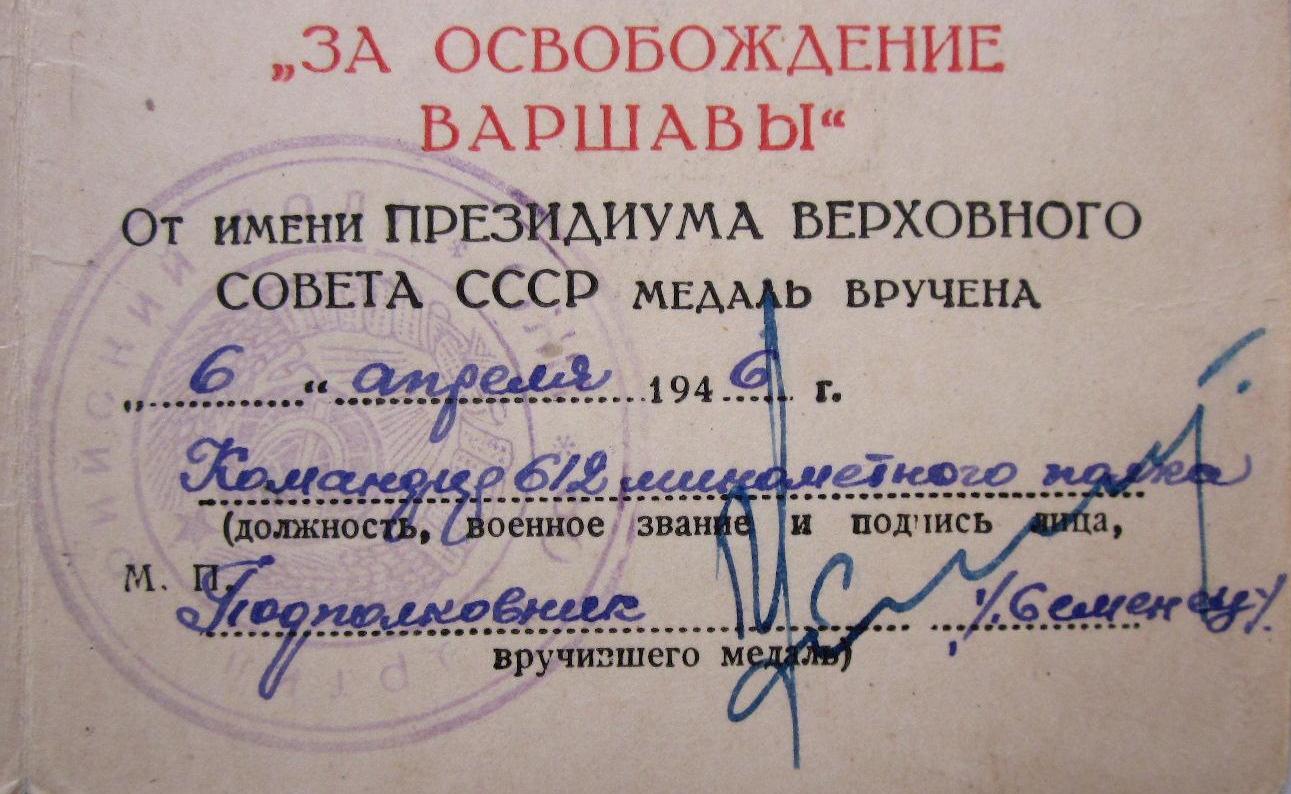 „ЗА ОСВОБОЖДЕНИЕ
ВАРШАВЫ“
От имени ПРЕЗИДИУМА ВЕРХОВНОГО
СОВЕТА СССР МЕДАЛЬ ВРУЧЕНА
„6“ апреля 1946 г.
Командир 612 минометного полка
(должность, военное звание и подпись лица,
М. П.
Подполковник /Семенец/.
вручившего медаль)